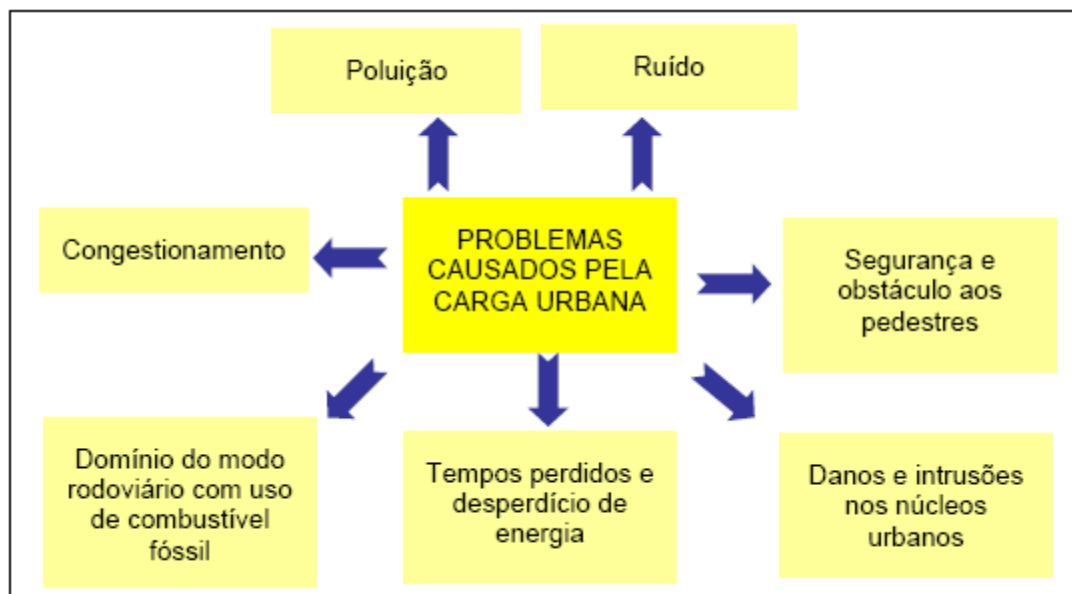 Poluição
Ruído
Congestionamento
PROBLEMAS
CAUSADOS PELA
CARGA URBANA
Segurança e
obstáculo aos
pedestres
Domínio do modo
rodoviário com uso
de combustível
fóssil
Tempos perdidos e
desperdício de
energia
Danos e intrusões
nos núcleos
urbanos